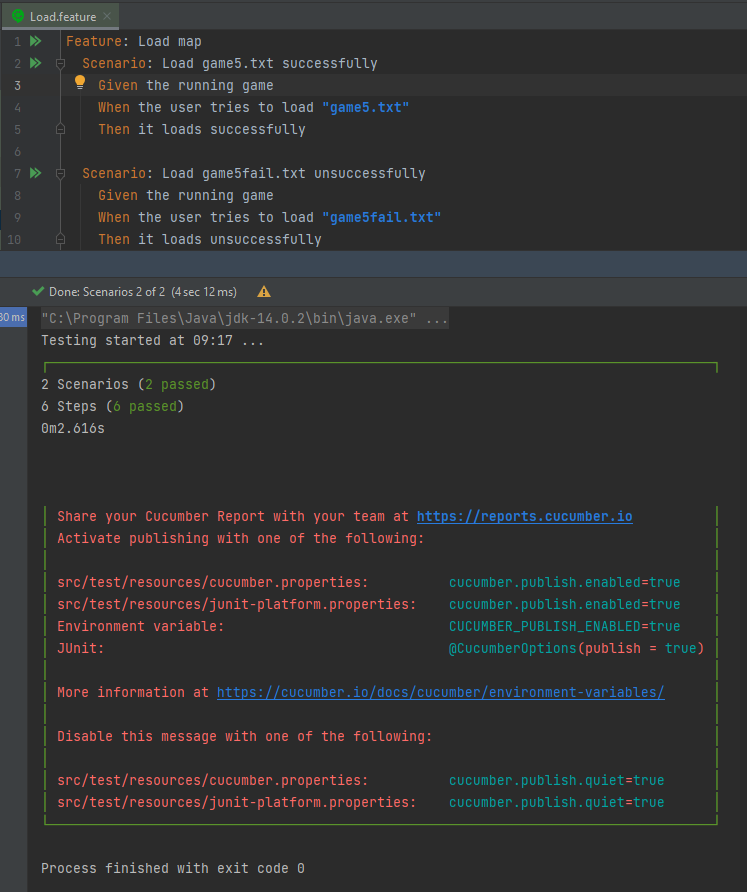 Load.feature
1 Feature: Load map
2 Scenario: Load game5.txt successfully
3 Given the running game
4 When the user tries to load "game5.txt"
5 Then it loads successfully
6
7 Scenario: Load game5fail.txt unsuccessfully
8 Given the running game
9 When the user tries to load "game5fail.txt"
10 Then it loads unsuccessfully
Done: Scenarios 2 of 2 (4 sec 12 ms)
"C:\Program Files\Java\jdk-14.0.2\bin\java.exe" ...
Testing started at 09:17 ...
2 Scenarios (2 passed)
6 Steps (6 passed)
0m2.616s
Share your Cucumber Report with your team at https://reports.cucumber.io
Activate publishing with one of the following:
src/test/resources/cucumber.properties: cucumber.publish.enabled=true
src/test/resources/junit-platform.properties: cucumber.publish.enabled=true
Environment variable: CUCUMBER_PUBLISH_ENABLED=true
JUnit: @CucumberOptions(publish = true)
More information at https://cucumber.io/docs/cucumber/environment-variables/
Disable this message with one of the following:
src/test/resources/cucumber.properties: cucumber.publish.quiet=true
src/test/resources/junit-platform.properties: cucumber.publish.quiet=true
Process finished with exit code 0